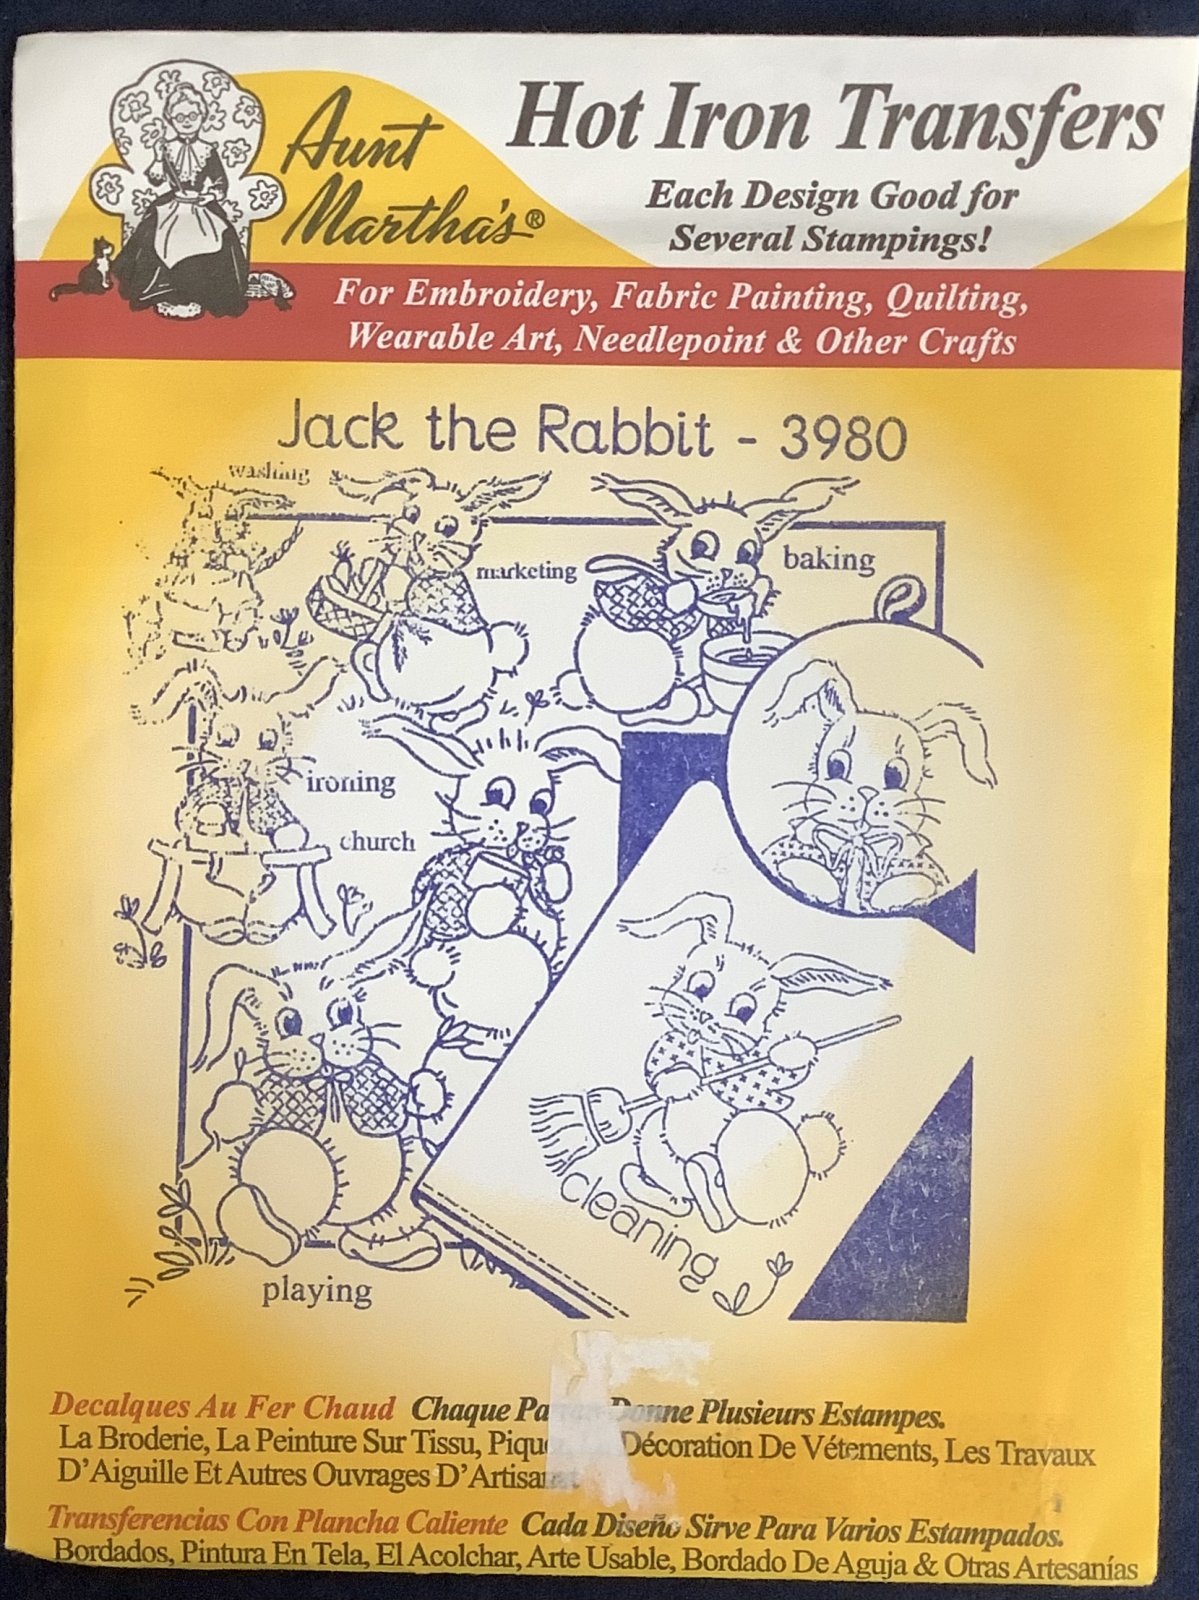 Aunt
Martha's®
Hot Iron Transfers
Each Design Good for
Several Stampings!
For Embroidery, Fabric Painting, Quilting,
Wearable Art, Needlepoint & Other Crafts
Jack the Rabbit - 3980
washing
marketing
baking
ironing
church
cleaning
playing
Decalques Au Fer Chaud Chaque Donne Plusieurs Estampes.
La Broderie, La Peinture Sur Tissu, Décoration De Vétements, Les Travaux
D'Aiguille Et Autres Ouvrages D'Artisanat
Transferencias Con Plancha Caliente Cada Diseño Sirve Para Varios Estampados.
Bordados, Pintura En Tela, El Acolchar, Arte Usable, Bordado De Aguja & Otras Artesanías